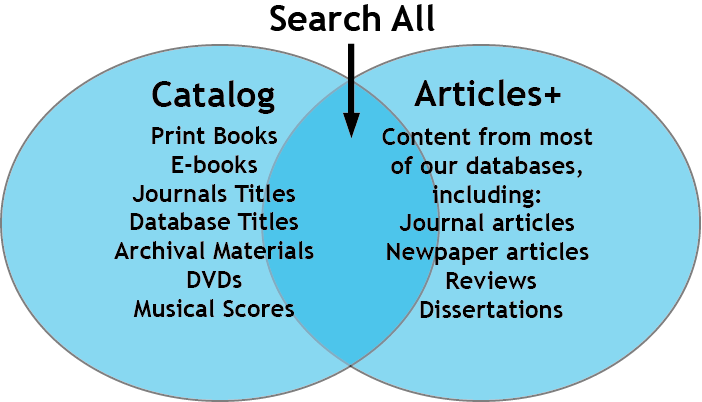 Search All
Catalog
Print Books
E-books
Journals Titles
Database Titles
Archival Materials
DVDs
Musical Scores
Articles+
Content from most
of our databases,
including:
Journal articles
Newpaper articles
Reviews
Dissertations